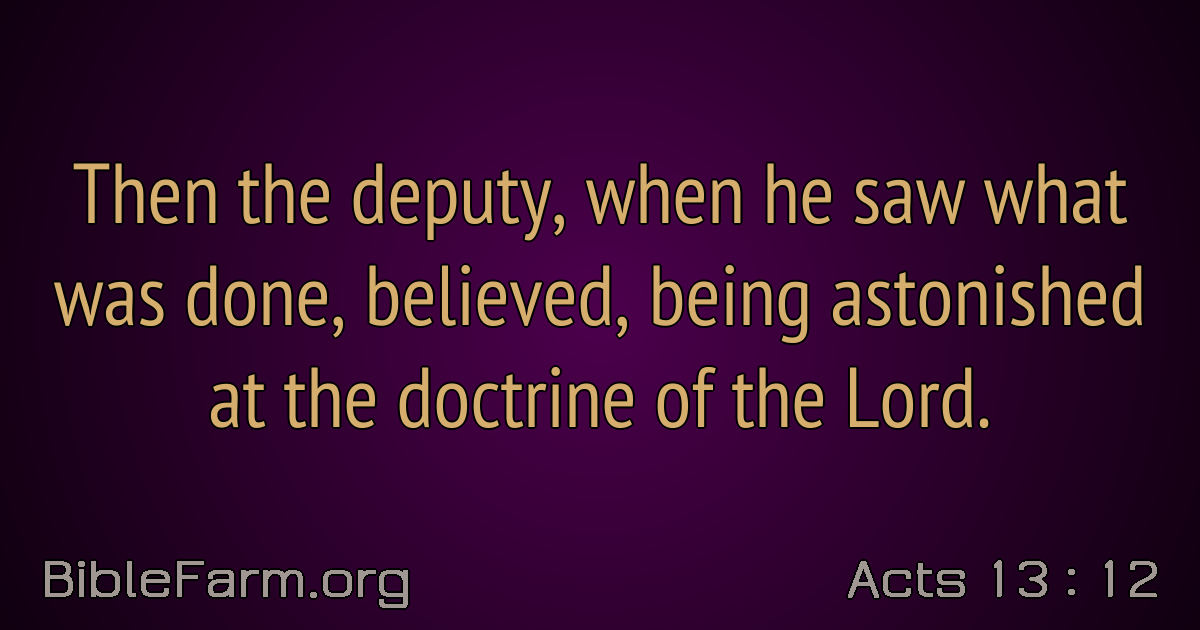 Then the deputy, when he saw what
was done, believed, being astonished
at the doctrine of the Lord.
BibleFarm.org
Acts 13 : 12